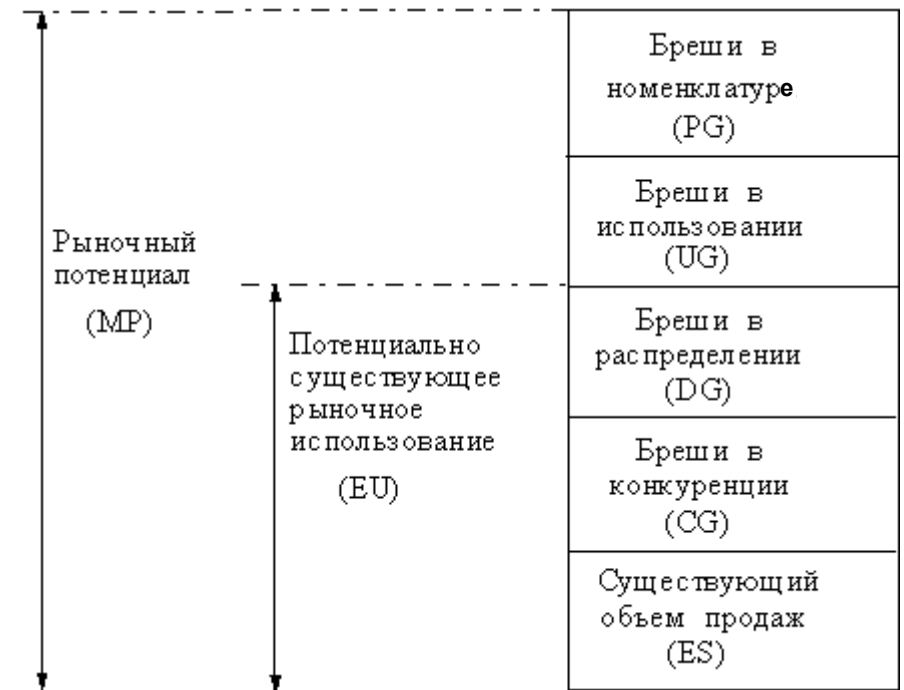 Рыночный
потенциал
(MP)
Потенциально
существующее
рыночное
использование
(EU)
Бреши в
номенклатуре
(PG)
Бреши в
использовании
(UG)
Бреши в
распределении
(DG)
Бреши в
конкуренции
(CG)
Существующий
объем продаж
(ES)